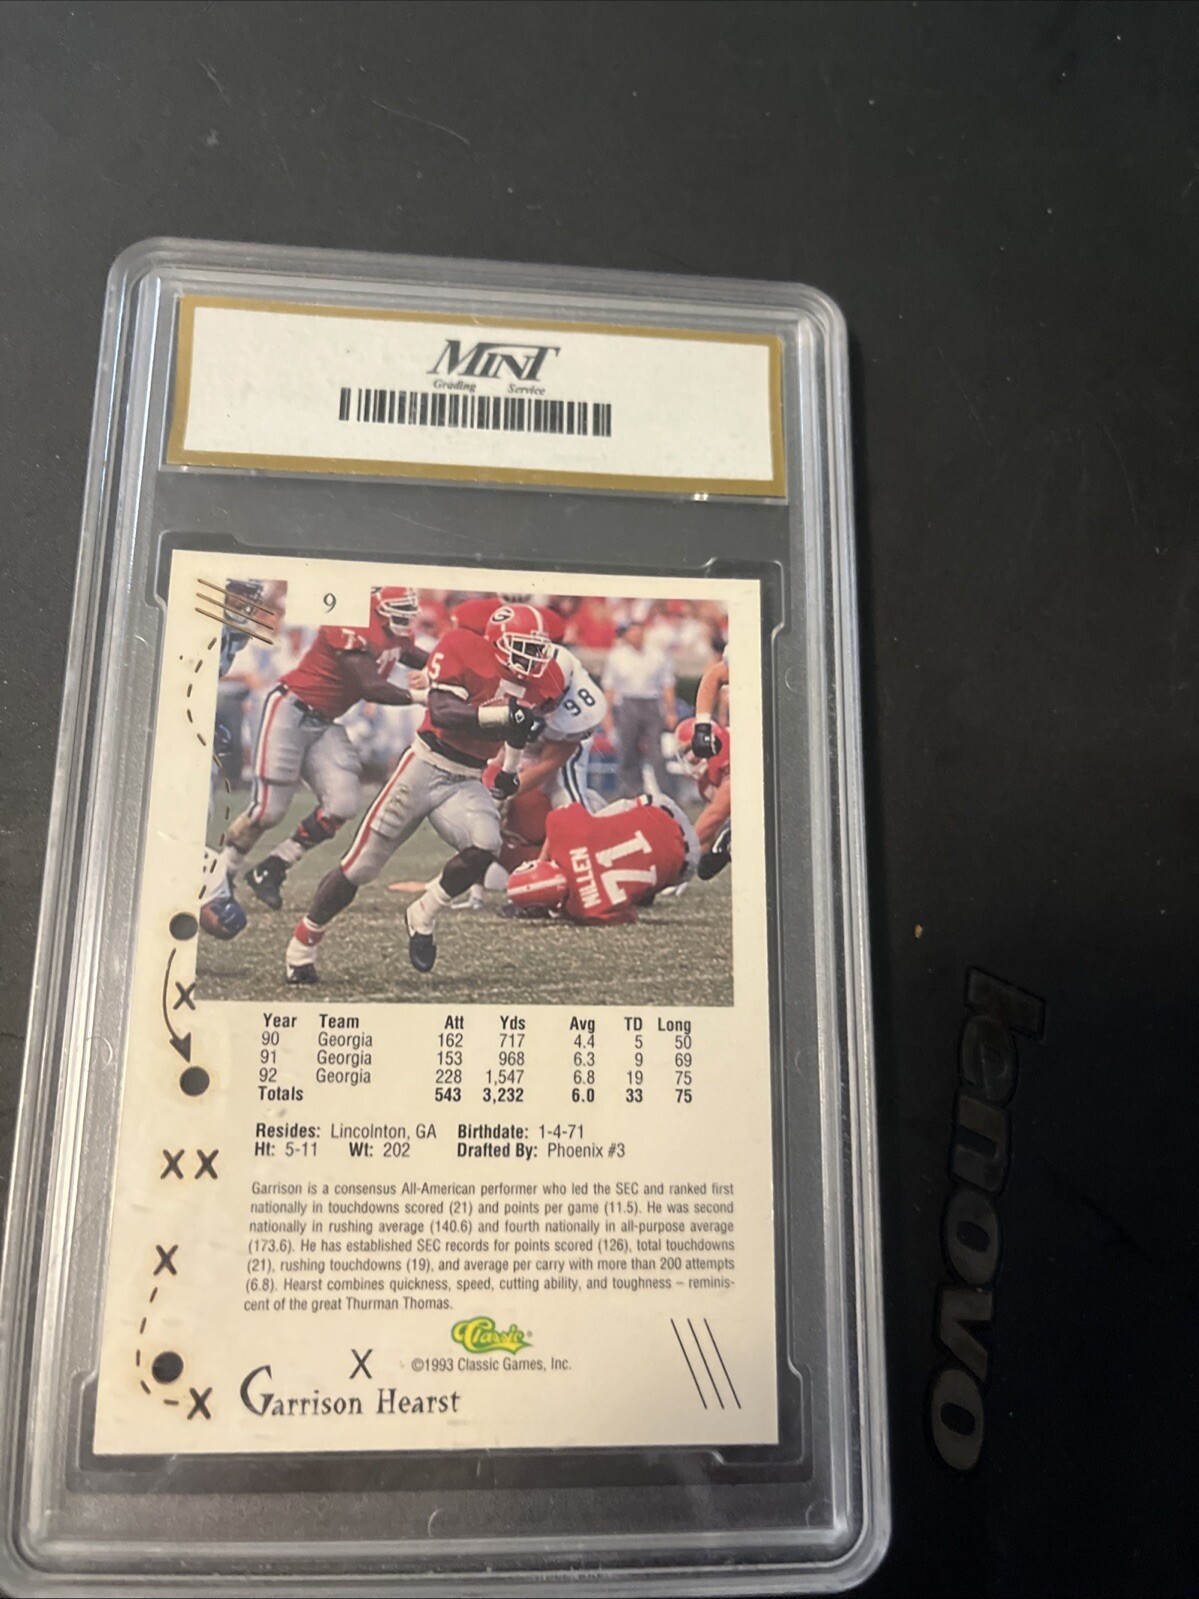 MINT
Grading Service
9
5
98
77
MILLEN
71
Year Team Att Yds Avg TD Long
90 Georgia 162 717 4.4 5 50
91 Georgia 153 968 6.3 9 69
92 Georgia 228 1,547 6.8 19 75
Totals 543 3,232 6.0 33 75
Resides: Lincolnton, GA Birthdate: 1-4-71
Ht: 5-11 Wt: 202 Drafted By: Phoenix #3
Garrison is a consensus All-American performer who led the SEC and ranked first
nationally in touchdowns scored (21) and points per game (11.5). He was second
nationally in rushing average (140.6) and fourth nationally in all-purpose average
(173.6). He has established SEC records for points scored (126), total touchdowns
(21), rushing touchdowns (19), and average per carry with more than 200 attempts
(6.8). Hearst combines quickness, speed, cutting ability, and toughness – reminis-
cent of the great Thurman Thomas.
Classic
©1993 Classic Games, Inc.
X
X X
X
X
X
Garrison Hearst
lenovo